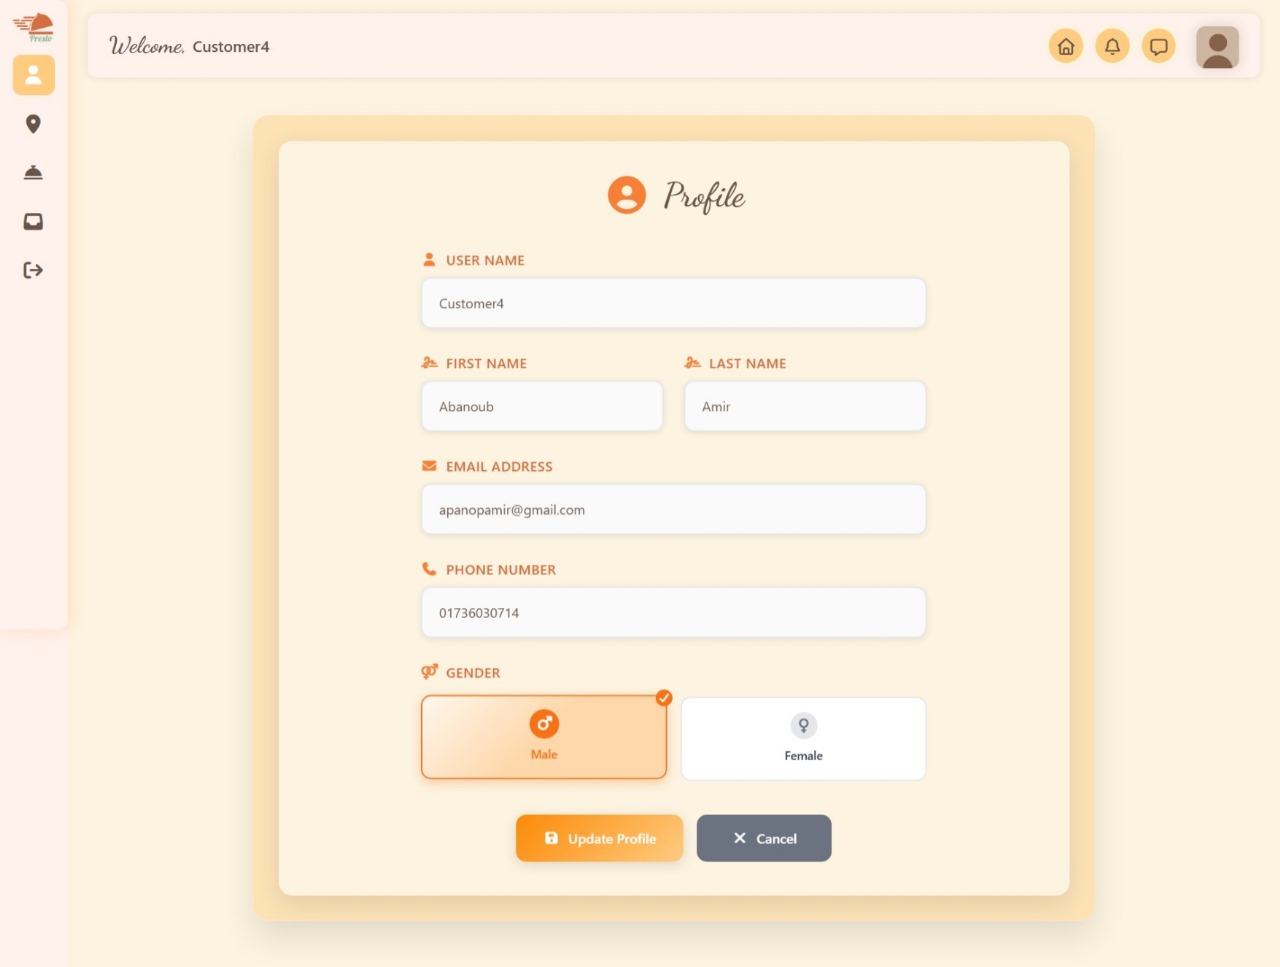 Presto
Welcome, Customer4
Profile
USER NAME
Customer4
FIRST NAME
LAST NAME
Abanoub
Amir
EMAIL ADDRESS
apanopamir@gmail.com
PHONE NUMBER
01736030714
GENDER
Male
Female
Update Profile
Cancel